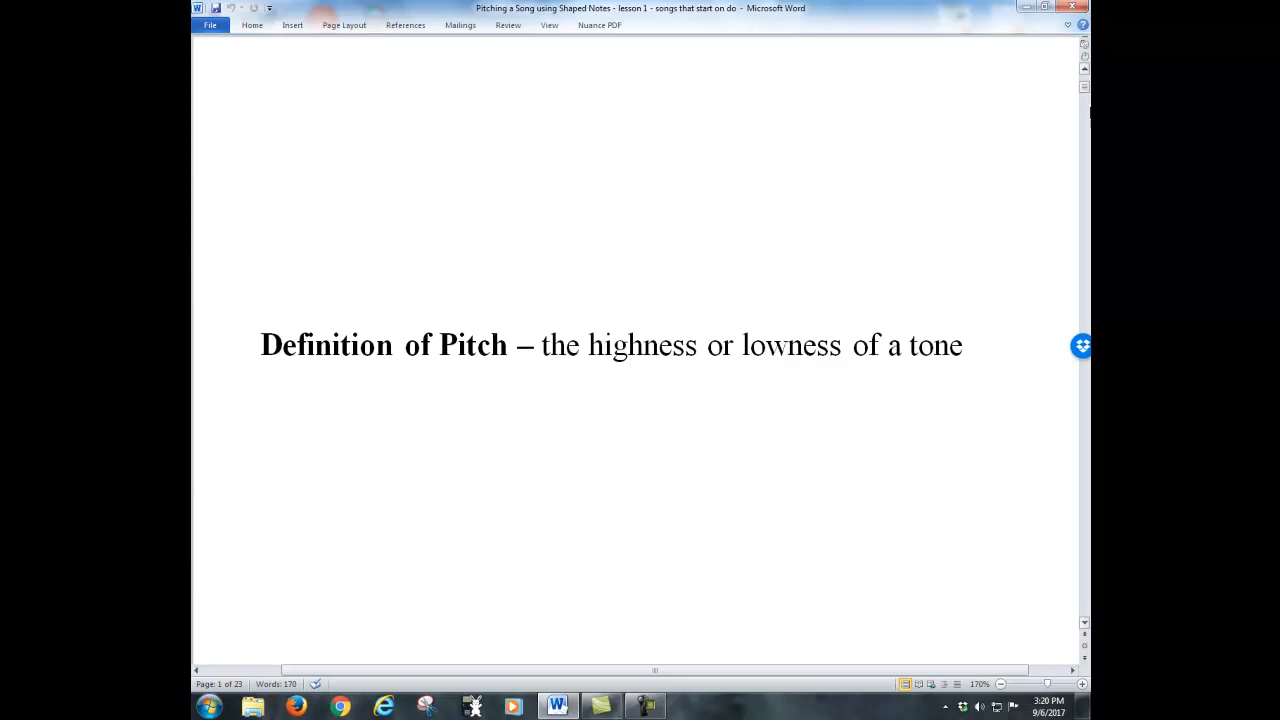 Pitching a Song using Shaped Notes - lesson 1 - songs that start on do - Microsoft Word
File Home Insert Page Layout References Mailings Review View Nuance PDF
Definition of Pitch – the highness or lowness of a tone
Page: 1 of 23 Words: 170 170%
3:20 PM
9/6/2017